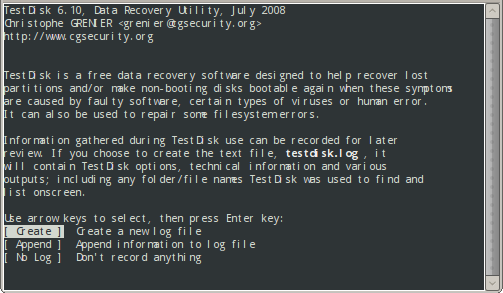 TestDisk 6.10, Data Recovery Utility, July 2008
Christophe GRENIER <grenier@cgsecurity.org>
http://www.cgsecurity.org
TestDisk is a free data recovery software designed to help recover lost
partitions and/or make non-booting disks bootable again when these symptoms
are caused by faulty software, certain types of viruses or human error.
It can also be used to repair some filesystem errors.
Information gathered during TestDisk use can be recorded for later
review. If you choose to create the text file, testdisk.log , it
will contain TestDisk options, technical information and various
outputs; including any folder/file names TestDisk was used to find and
list onscreen.
Use arrow keys to select, then press Enter key:
[ Create ] Create a new log file
[ Append ] Append information to log file
[ No Log ] Don't record anything